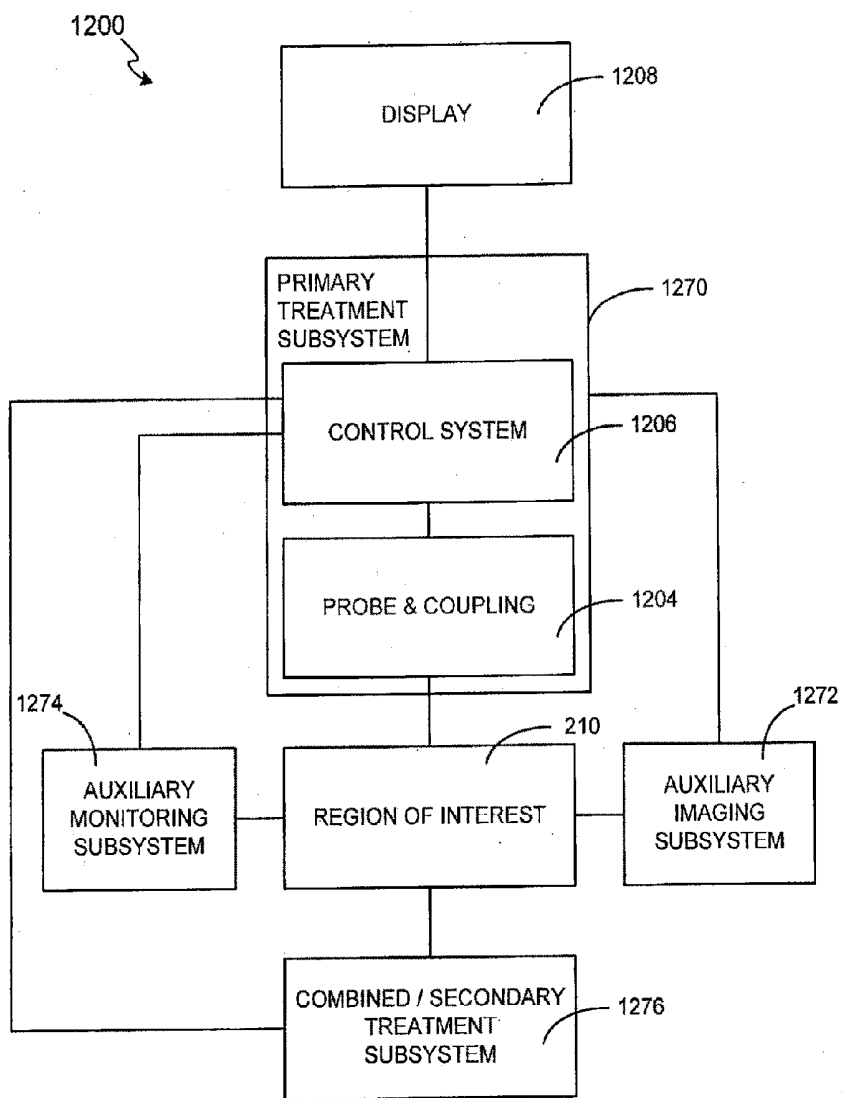 1200
1208
DISPLAY
PRIMARY
TREATMENT
SUBSYSTEM
1270
CONTROL SYSTEM
1206
PROBE & COUPLING
1204
1274
210
1272
AUXILIARY
MONITORING
SUBSYSTEM
REGION OF INTEREST
AUXILIARY
IMAGING
SUBSYSTEM
COMBINED / SECONDARY
TREATMENT
SUBSYSTEM
1276